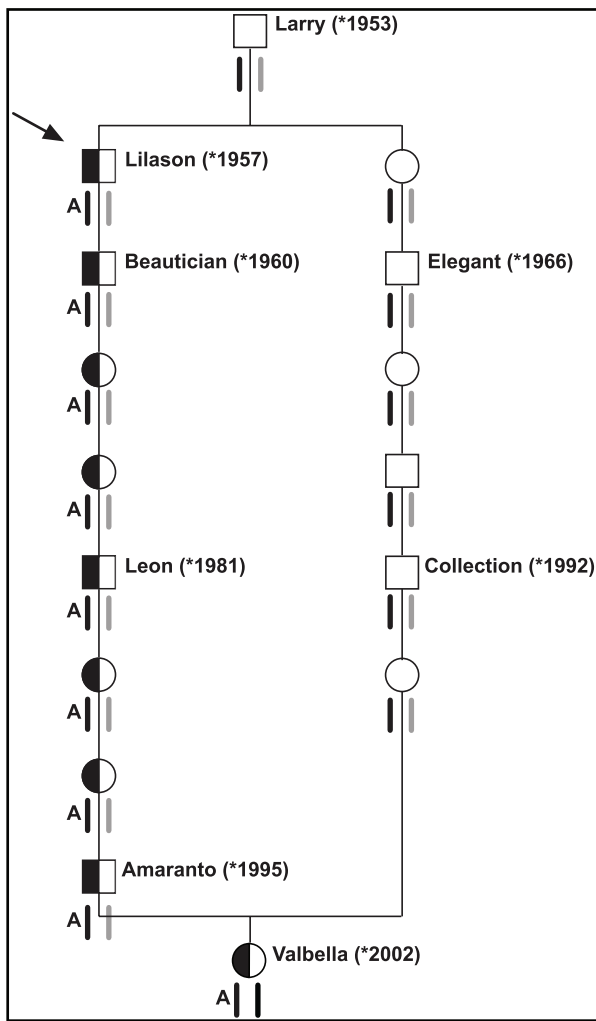 Larry (*1953)
Lilason (*1957)
A
Beautician (*1960)
Elegant (*1966)
A
A
A
Leon (*1981)
Collection (*1992)
A
A
A
Amaranto (*1995)
A
Valbella (*2002)
A